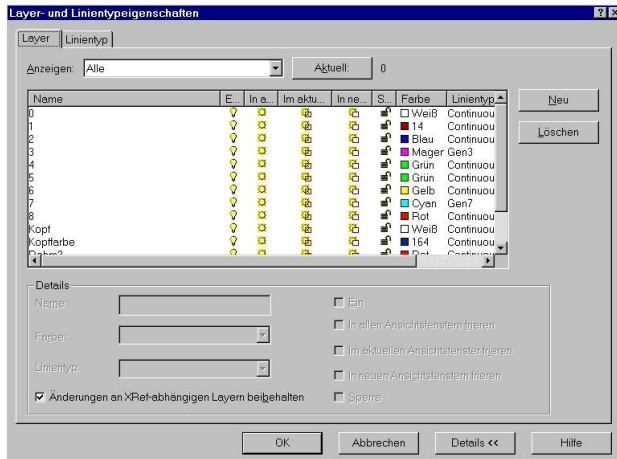 Layer- und Linientypeigenschaften
Layer Linientyp
Anzeigen: Alle Aktuell: 0
Name E... In a... Im aktu... In ne... S... Farbe Linientyp
0 Weiß Continuou
1 14 Continuou
2 Blau Continuou
3 Mager Gen3
4 Grün Continuou
5 Grün Continuou
6 Gelb Continuou
7 Cyan Gen7
8 Rot Continuou
Kopf Weiß Continuou
Kopffarbe 164 Continuou
Rahm2 Rot Continuou
Neu
Löschen
Details
Name:
Farbe:
Linientyp:
Änderungen an XRef-abhängigen Layern beibehalten
Ein
In allen Ansichtsfenstern frieren
Im aktuellen Ansichtsfenster frieren
In neuen Ansichtsfenstern frieren
Sperre
OK Abbrechen Details << Hilfe